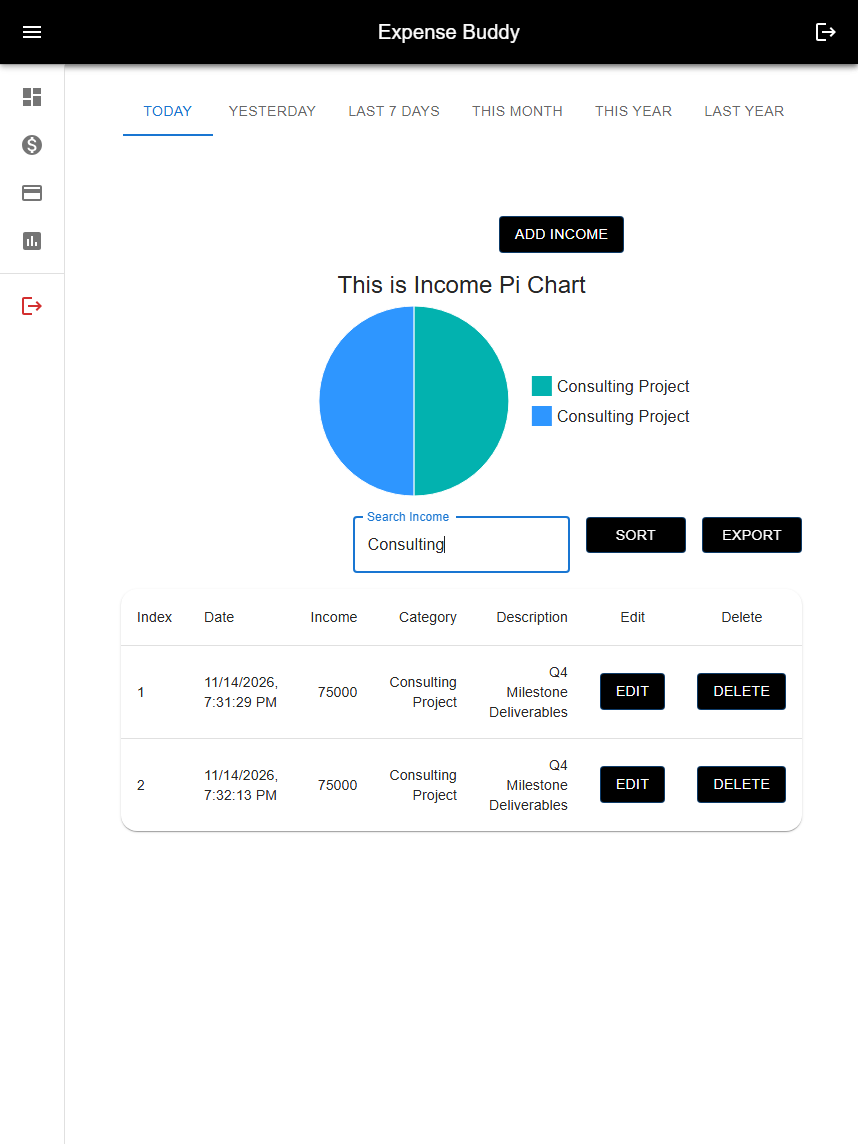 Expense Buddy
TODAY YESTERDAY LAST 7 DAYS THIS MONTH THIS YEAR LAST YEAR
ADD INCOME
This is Income Pi Chart
Consulting Project
Consulting Project
Search Income
Consulting
SORT
EXPORT
Index Date Income Category Description Edit Delete
1
11/14/2026,
7:31:29 PM
75000
Consulting
Project
Q4
Milestone
Deliverables
EDIT
DELETE
2
11/14/2026,
7:32:13 PM
75000
Consulting
Project
Q4
Milestone
Deliverables
EDIT
DELETE